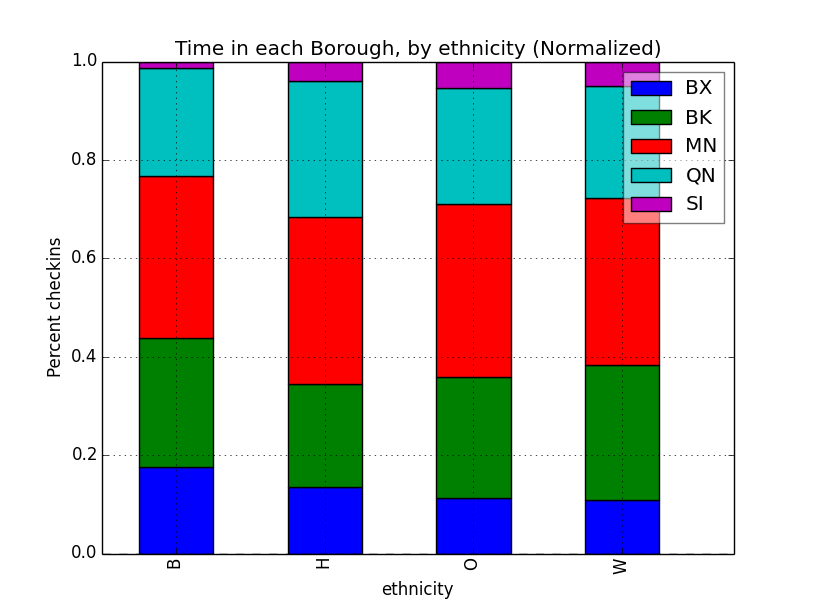 Time in each Borough, by ethnicity (Normalized)
1.0
0.8
0.6
0.4
0.2
0.0
Percent checkins
BX
BK
MN
QN
SI
B
H
O
W
ethnicity